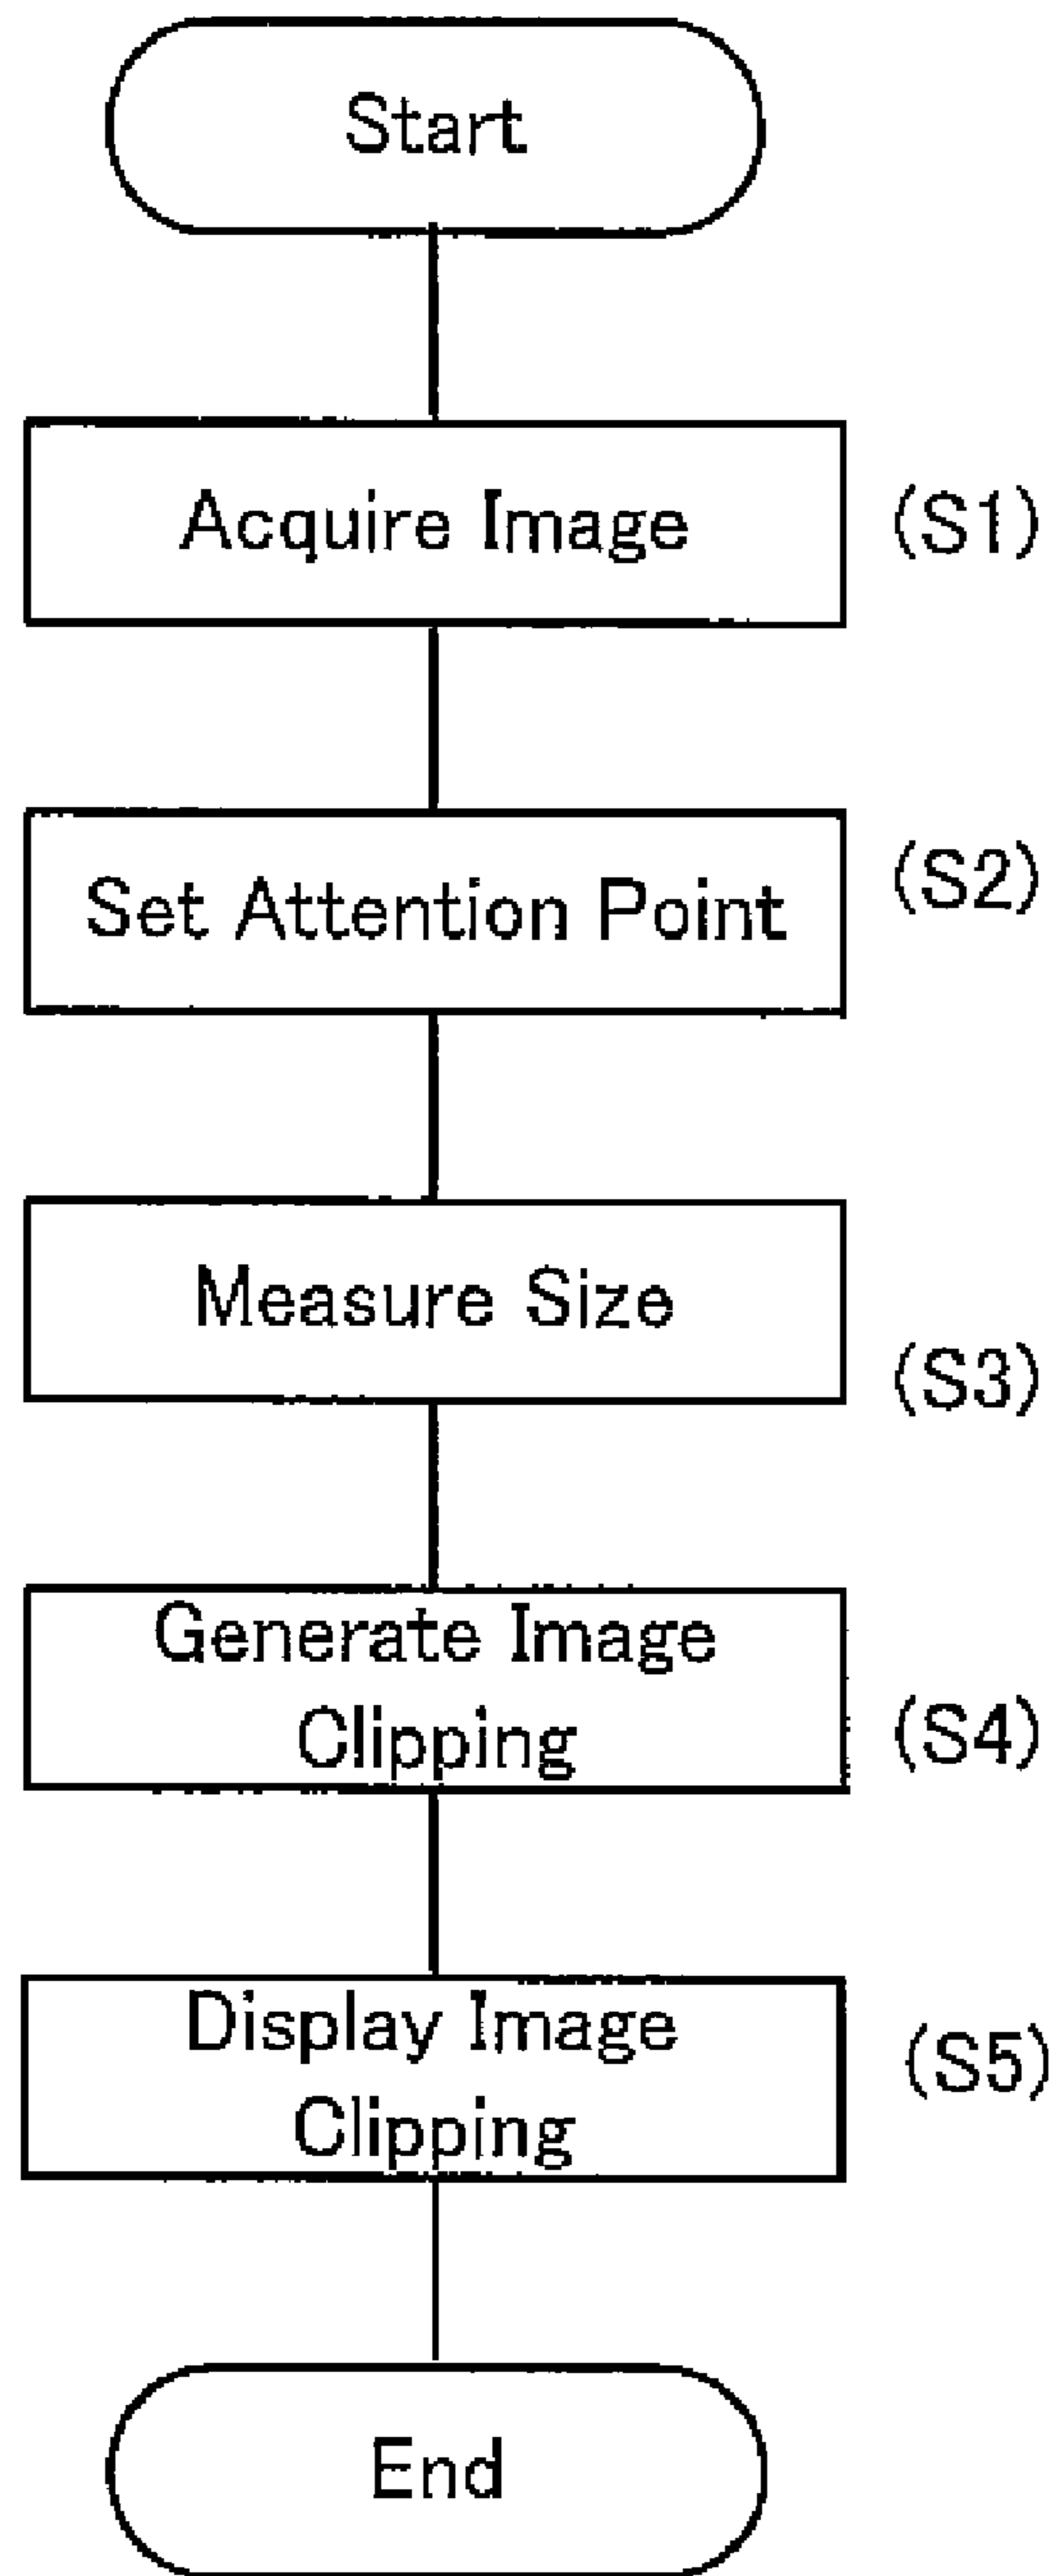 Start
Acquire Image (S1)
Set Attention Point (S2)
Measure Size (S3)
Generate Image
Clipping (S4)
Display Image (S5)
Clipping
End